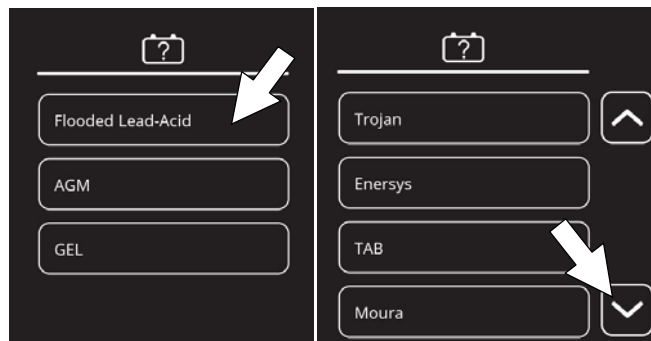 ?
Flooded Lead-Acid
AGM
GEL
?
Trojan
Enersys
TAB
Moura